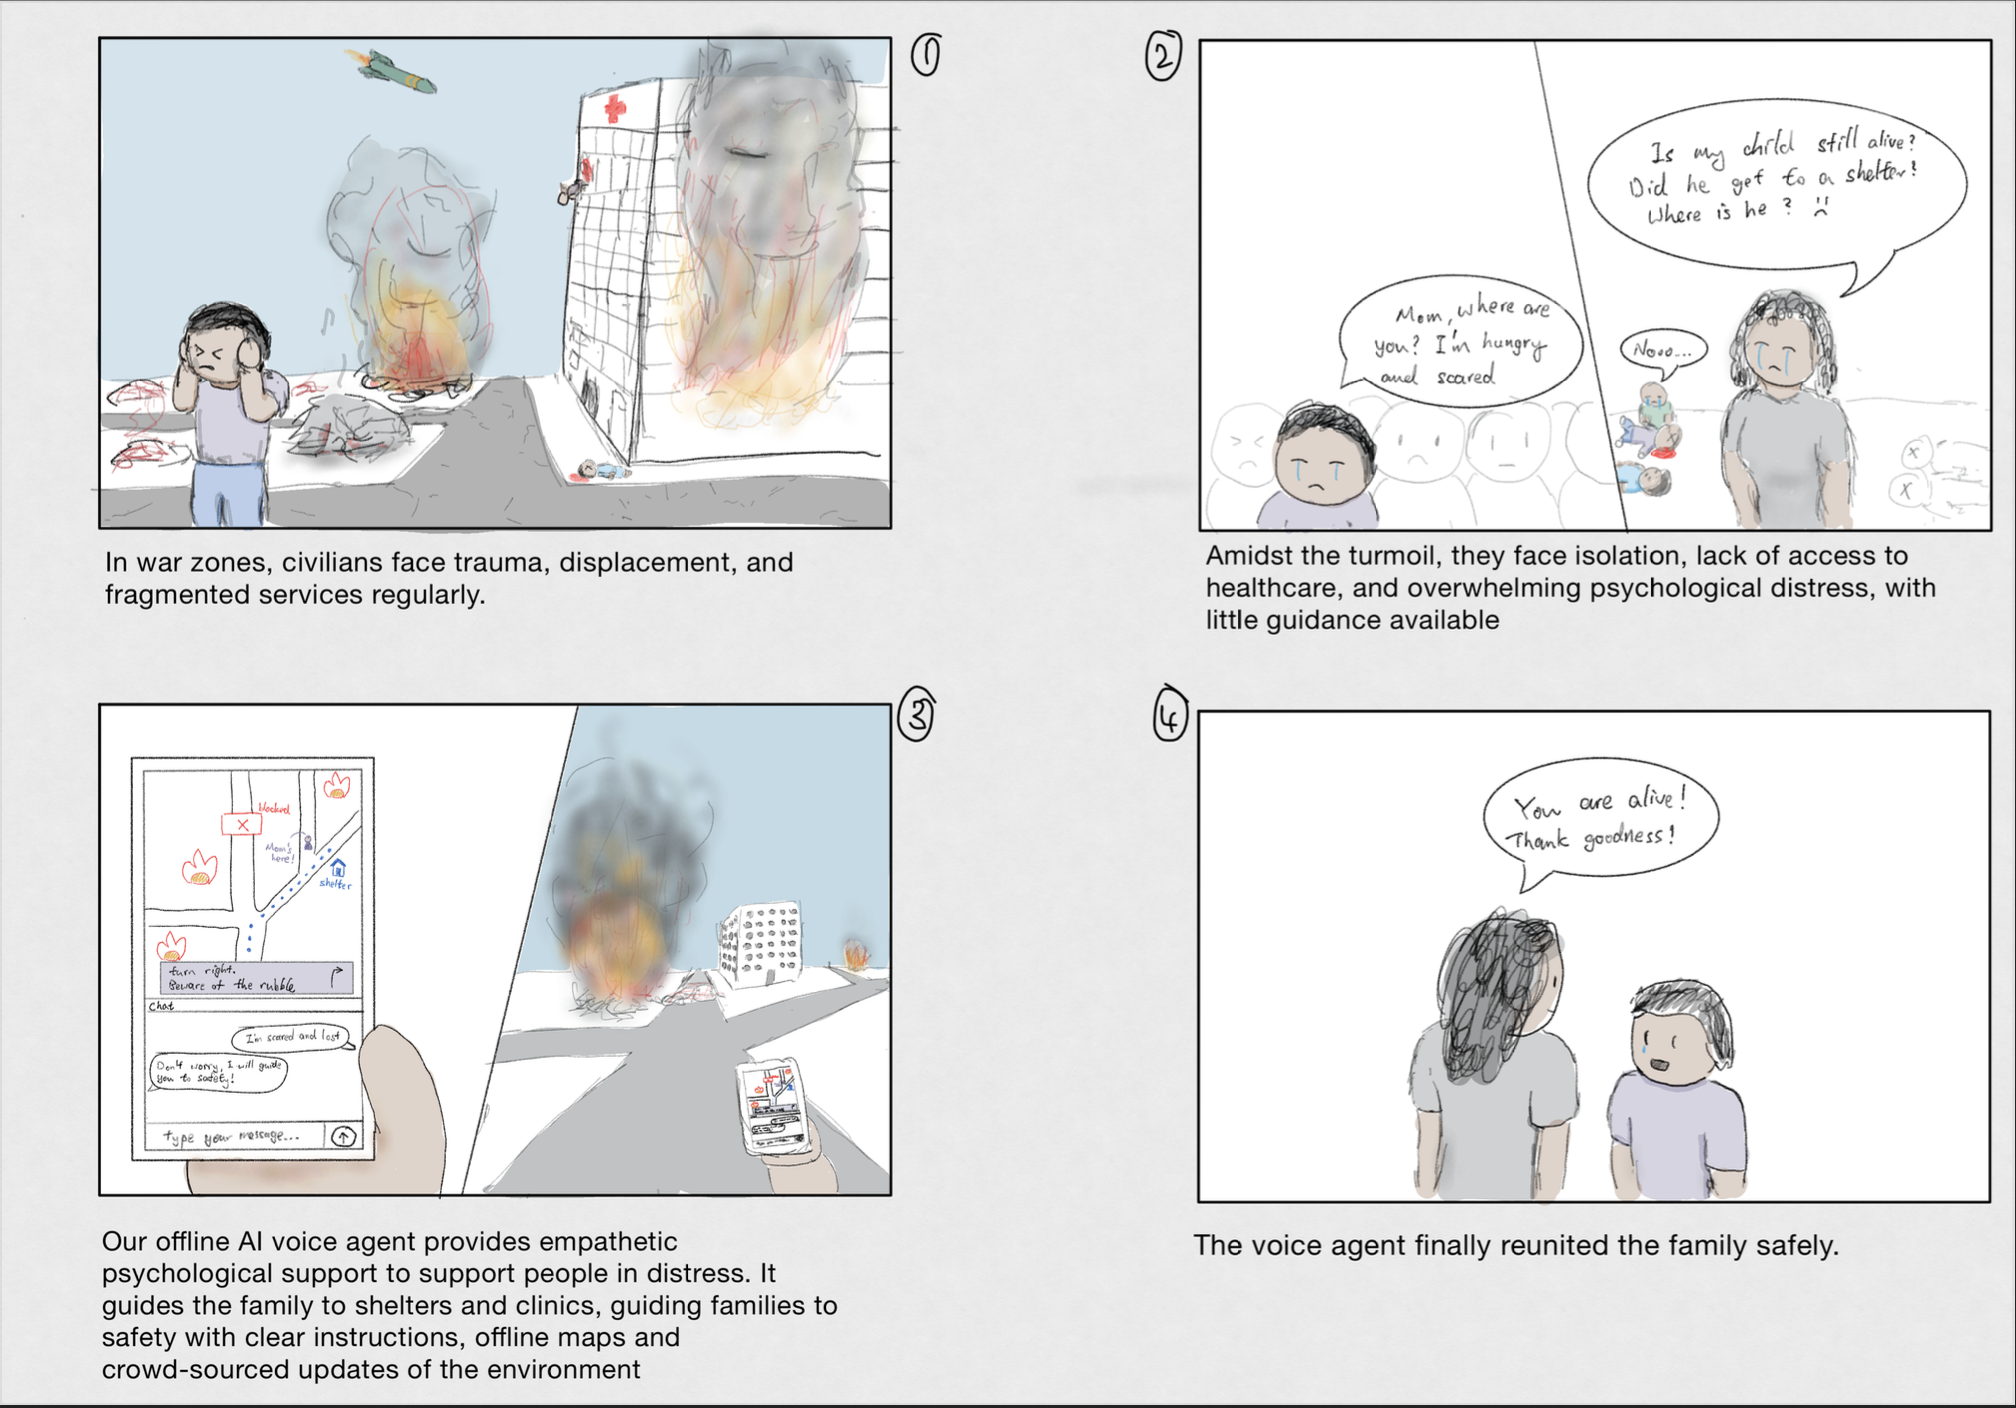 1
In war zones, civilians face trauma, displacement, and
fragmented services regularly.
2
Mom, where are
you? I'm hungry
and scared
Is my child still alive?
Did he get to a shelter?
Where is he?
Nooo...
Amidst the turmoil, they face isolation, lack of access to
healthcare, and overwhelming psychological distress, with
little guidance available
3
blocked
Mom's
here!
shelter
turn right.
Beware of the rubble
Chat
I'm scared and lost
Don't worry, I will guide
you to safety!
type your message...
Our offline AI voice agent provides empathetic
psychological support to support people in distress. It
guides the family to shelters and clinics, guiding families to
safety with clear instructions, offline maps and
crowd-sourced updates of the environment
4
You are alive!
Thank goodness!
The voice agent finally reunited the family safely.